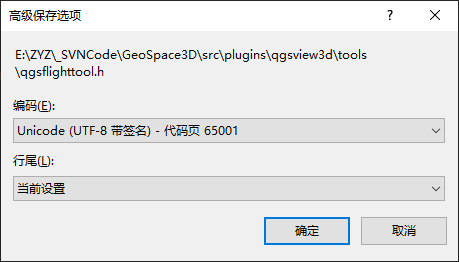 高级保存选项
E:\ZYZ\_SVNCode\GeoSpace3D\src\plugins\qgsview3d\tools
\qgsflighttool.h
编码(E):
Unicode (UTF-8 带签名) - 代码页 65001
行尾(L):
当前设置
确定
取消